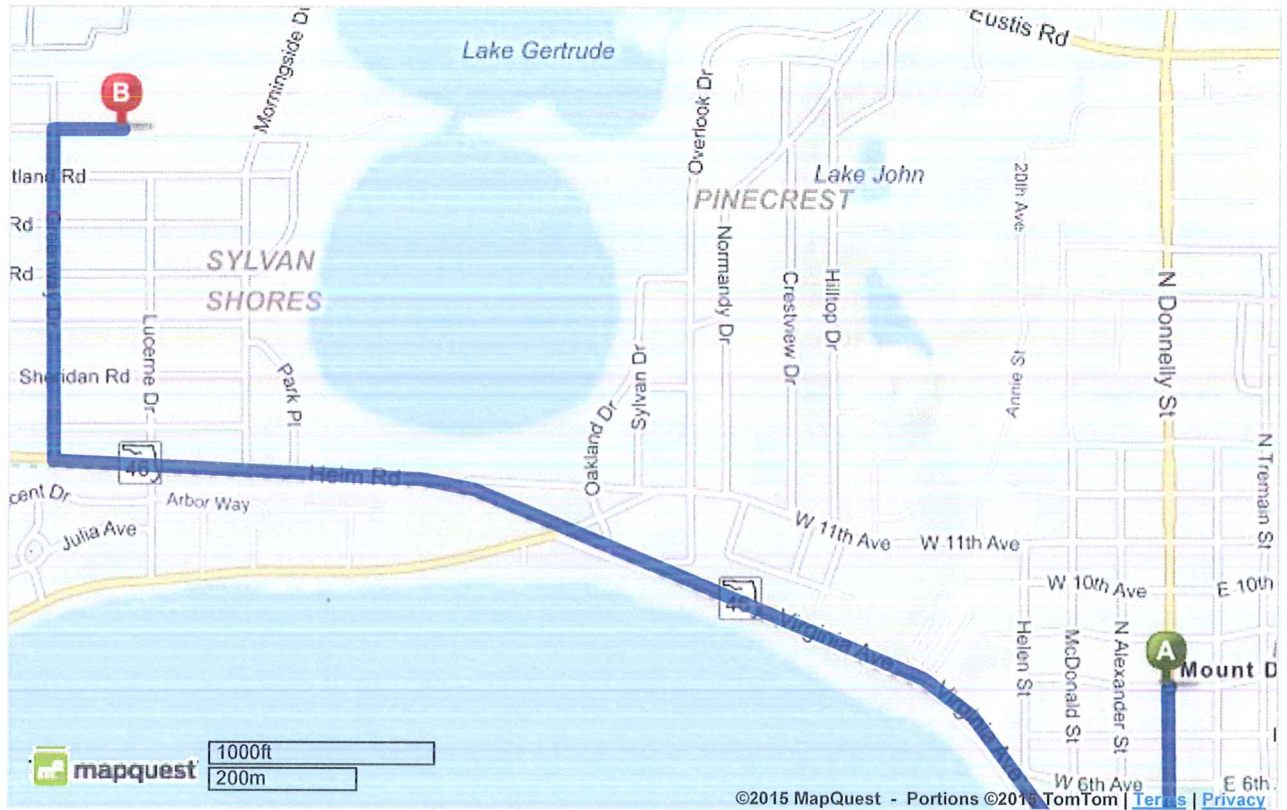 Eustis Rd
Lake Gertrude
Morningside Dr
B
Overlook Dr
20th Ave
tland Rd
Lake John
PINECREST
Rd
Rd
SYLVAN
SHORES
Normandy Dr
Crestview Dr
Hilltop Dr
N Donnelly St
Lucerne Dr
Sheridan Rd
Park Pl
Sylvan Dr
Annie St
Oakland Dr
N Tremain St
46
Heim Rd
cent Dr
Arbor Way
Julia Ave
W 11th Ave
W 11th Ave
W 10th Ave
E 10th
46
Virginia Ave
Helen St
McDonald St
N Alexander St
A
Mount D
Virginia Ave
1000ft
200m
mapquest
W 6th Ave
E 6th
©2015 MapQuest - Portions ©2015 TomTom | Terms | Privacy